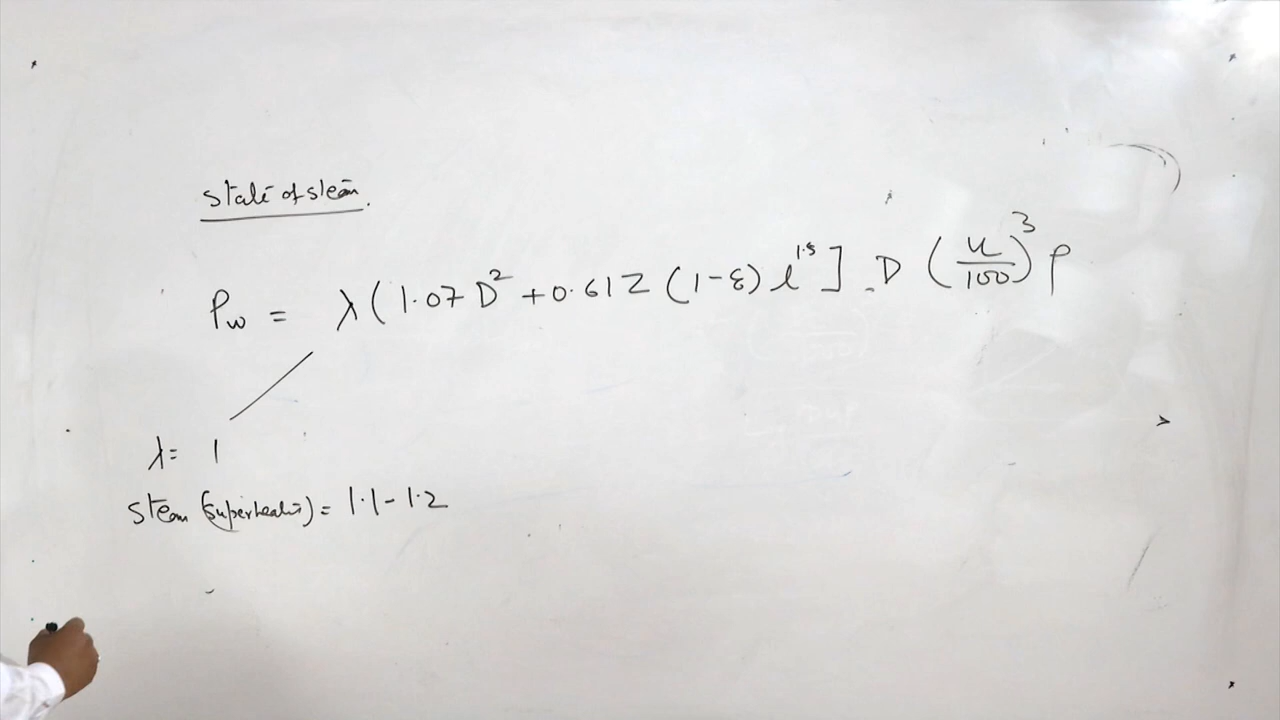 State of steam.
P_w = λ(1.07 D² + 0.61 Z (1-ε) l^1.5] . D (u/100)³ ρ
λ = 1
Steam (superheated) = 1.1 - 1.2